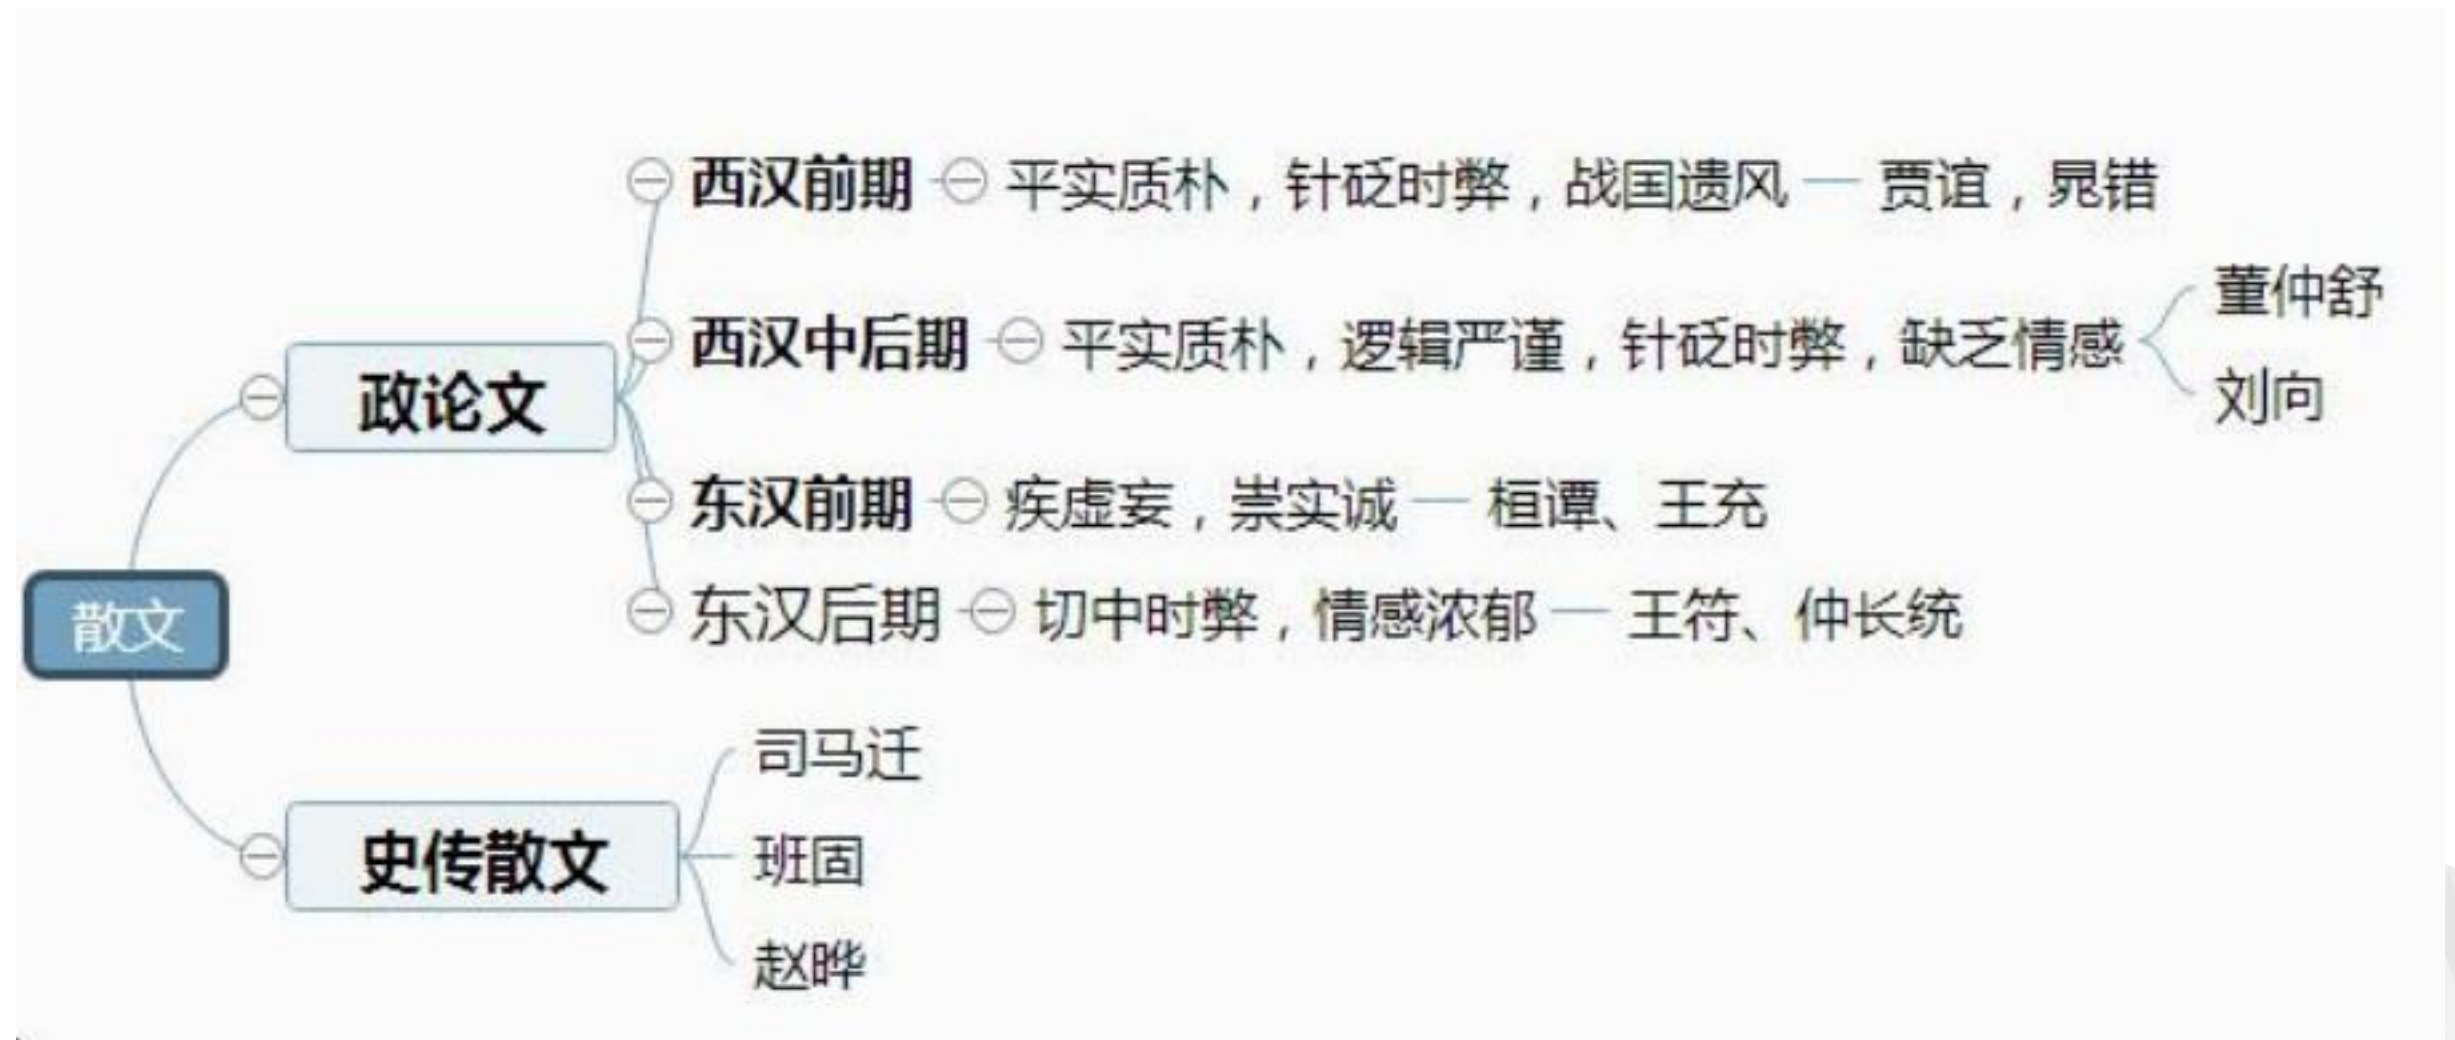 西汉前期 平实质朴，针砭时弊，战国遗风 贾谊，晁错
董仲舒
西汉中后期 平实质朴，逻辑严谨，针砭时弊，缺乏情感
刘向
政论文
东汉前期 疾虚妄，崇实诚 桓谭、王充
东汉后期 切中时弊，情感浓郁 王符、仲长统
散文
司马迁
史传散文
班固
赵晔